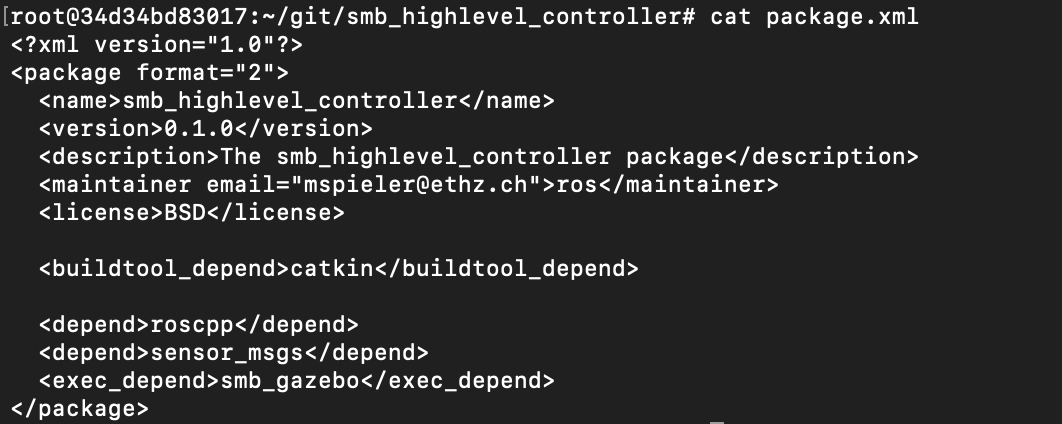 [root@34d34bd83017:~/git/smb_highlevel_controller# cat package.xml
<?xml version="1.0"?>
<package format="2">
  <name>smb_highlevel_controller</name>
  <version>0.1.0</version>
  <description>The smb_highlevel_controller package</description>
  <maintainer email="mspieler@ethz.ch">ros</maintainer>
  <license>BSD</license>

  <buildtool_depend>catkin</buildtool_depend>

  <depend>roscpp</depend>
  <depend>sensor_msgs</depend>
  <exec_depend>smb_gazebo</exec_depend>
</package>